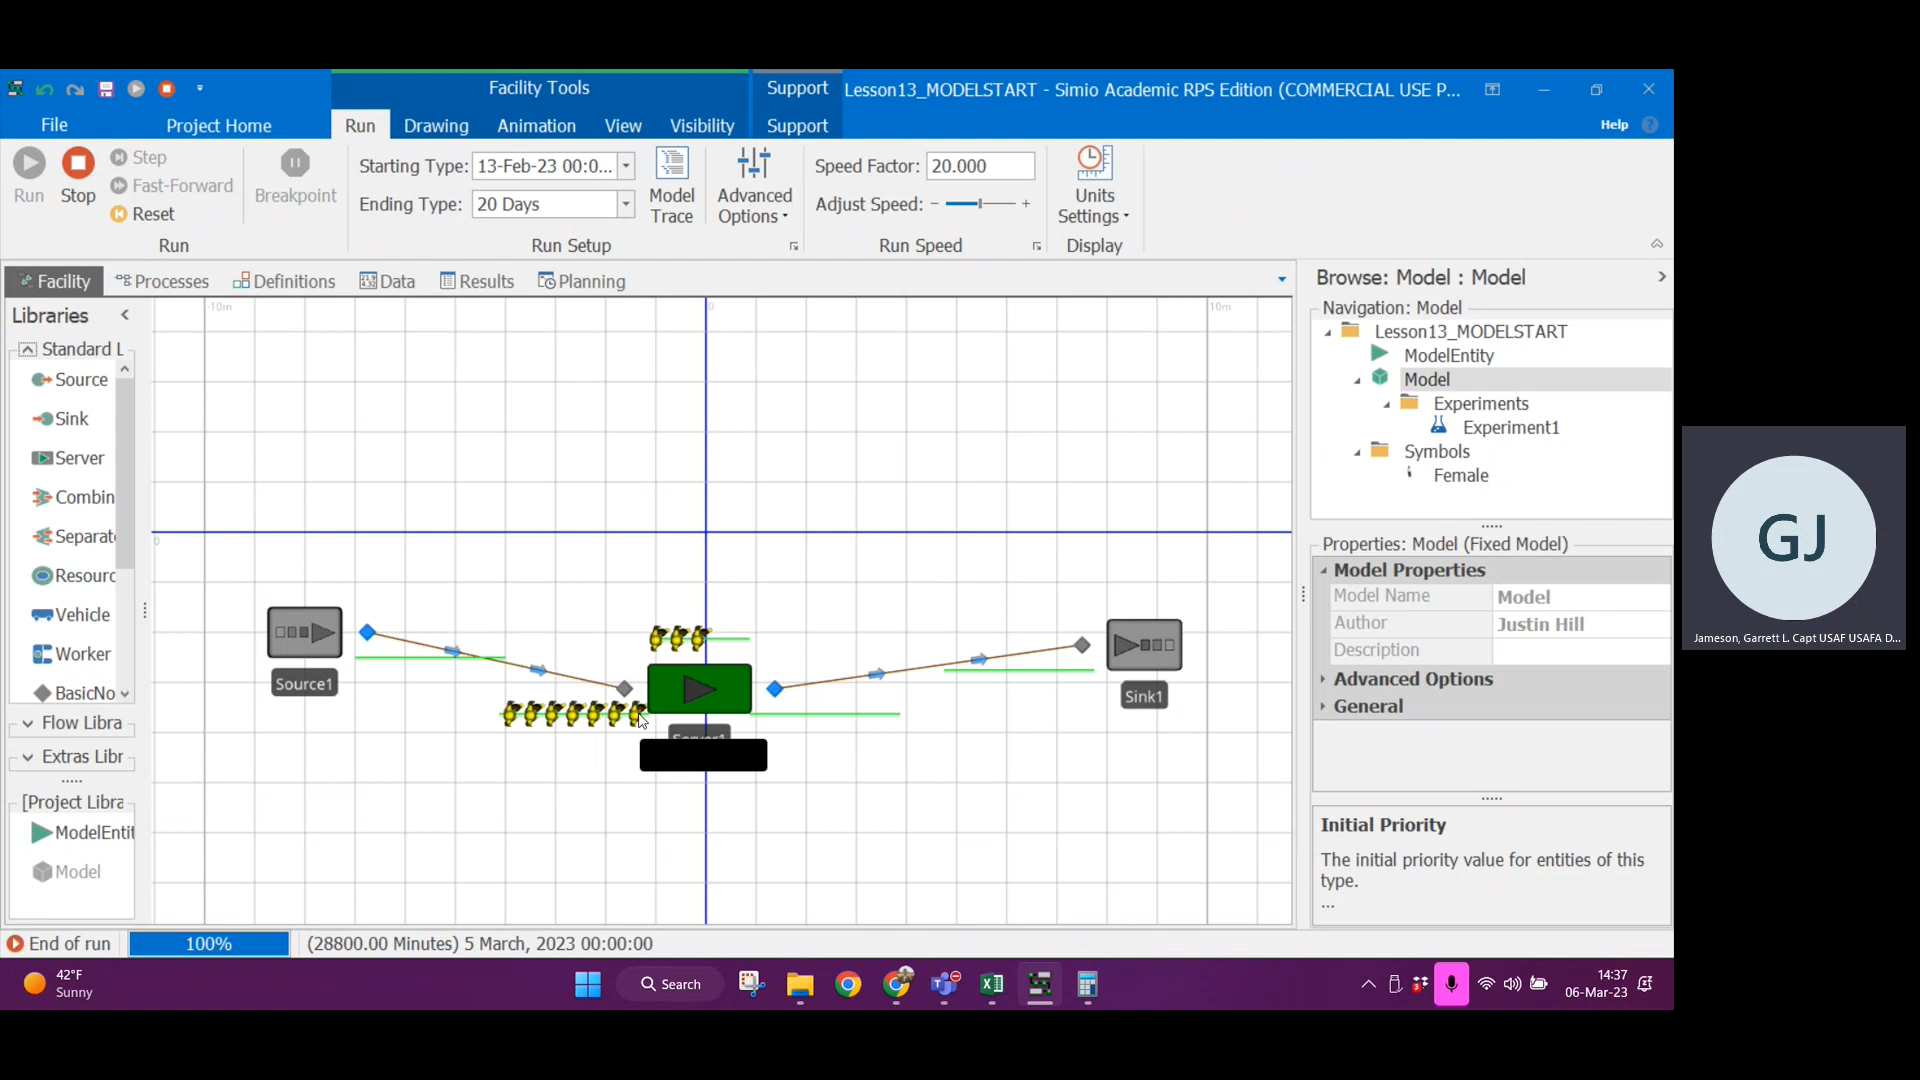 Facility Tools
Support
Lesson13_MODELSTART - Simio Academic RPS Edition (COMMERCIAL USE P...
File
Project Home
Run
Drawing
Animation
View
Visibility
Support
Help
Run
Stop
Step
Fast-Forward
Reset
Run
Breakpoint
Starting Type: 13-Feb-23 00:0...
Ending Type: 20 Days
Model
Trace
Advanced
Options
Run Setup
Speed Factor: 20.000
Adjust Speed: - +
Run Speed
Units
Settings
Display
Facility
Processes
Definitions
Data
Results
Planning
Libraries
Standard L
Source
Sink
Server
Combin
Separat
Resourc
Vehicle
Worker
BasicNo
Flow Libra
Extras Libr
[Project Libra
ModelEntit
Model
-10m
0
10m
0
Source1
Server1
Sink1
Browse: Model : Model
Navigation: Model
Lesson13_MODELSTART
ModelEntity
Model
Experiments
Experiment1
Symbols
Female
Properties: Model (Fixed Model)
Model Properties
Model Name Model
Author Justin Hill
Description
Advanced Options
General
Initial Priority
The initial priority value for entities of this
type.
...
End of run
100%
(28800.00 Minutes) 5 March, 2023 00:00:00
42°F
Sunny
Search
14:37
06-Mar-23
GJ
Jameson, Garrett L. Capt USAF USAFA D...